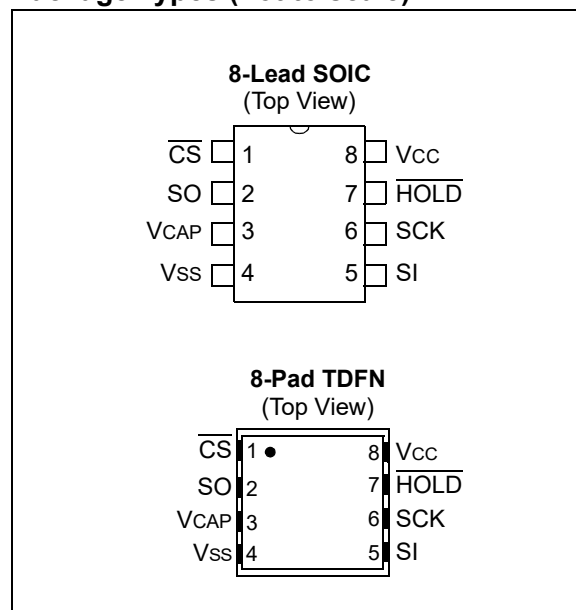 8-Lead SOIC
(Top View)
CS 1 8 VCC
SO 2 7 HOLD
VCAP 3 6 SCK
VSS 4 5 SI
8-Pad TDFN
(Top View)
CS 1 8 VCC
SO 2 7 HOLD
VCAP 3 6 SCK
VSS 4 5 SI